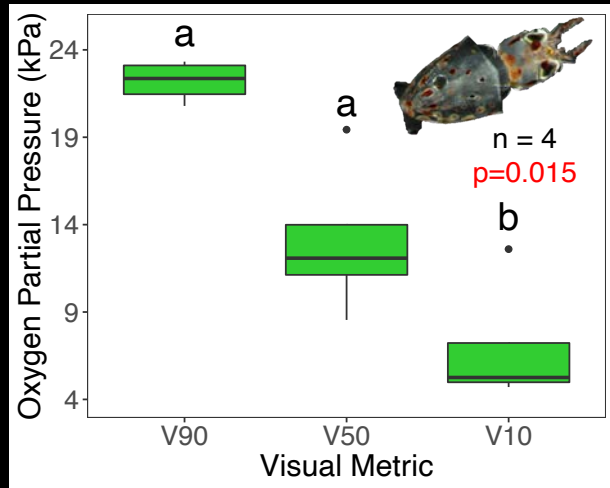 Oxygen Partial Pressure (kPa)
24
19
14
9
4
a
a
b
n = 4
p=0.015
V90
V50
V10
Visual Metric